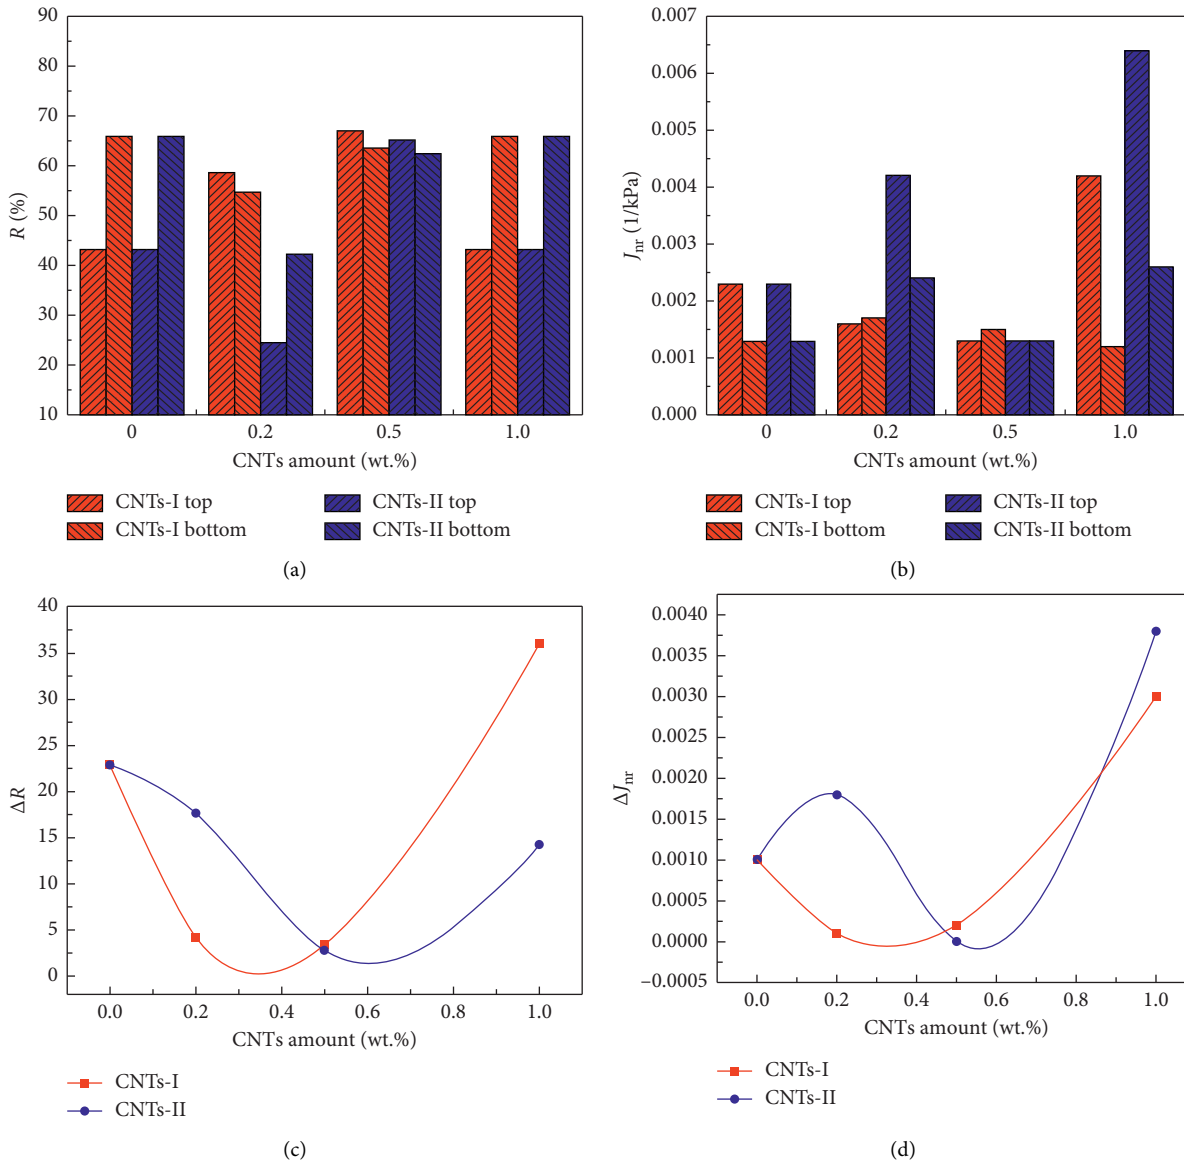 90
80
70
60
50
40
30
20
10
R (%)
0 0.2 0.5 1.0
CNTs amount (wt.%)
CNTs-I top CNTs-II top
CNTs-I bottom CNTs-II bottom
(a)
0.007
0.006
0.005
0.004
0.003
0.002
0.001
0.000
Jnr (1/kPa)
0 0.2 0.5 1.0
CNTs amount (wt.%)
CNTs-I top CNTs-II top
CNTs-I bottom CNTs-II bottom
(b)
40
35
30
25
20
15
10
5
0
ΔR
0.0 0.2 0.4 0.6 0.8 1.0
CNTs amount (wt.%)
CNTs-I
CNTs-II
(c)
0.0040
0.0035
0.0030
0.0025
0.0020
0.0015
0.0010
0.0005
0.0000
–0.0005
ΔJnr
0.0 0.2 0.4 0.6 0.8 1.0
CNTs amount (wt.%)
CNTs-I
CNTs-II
(d)